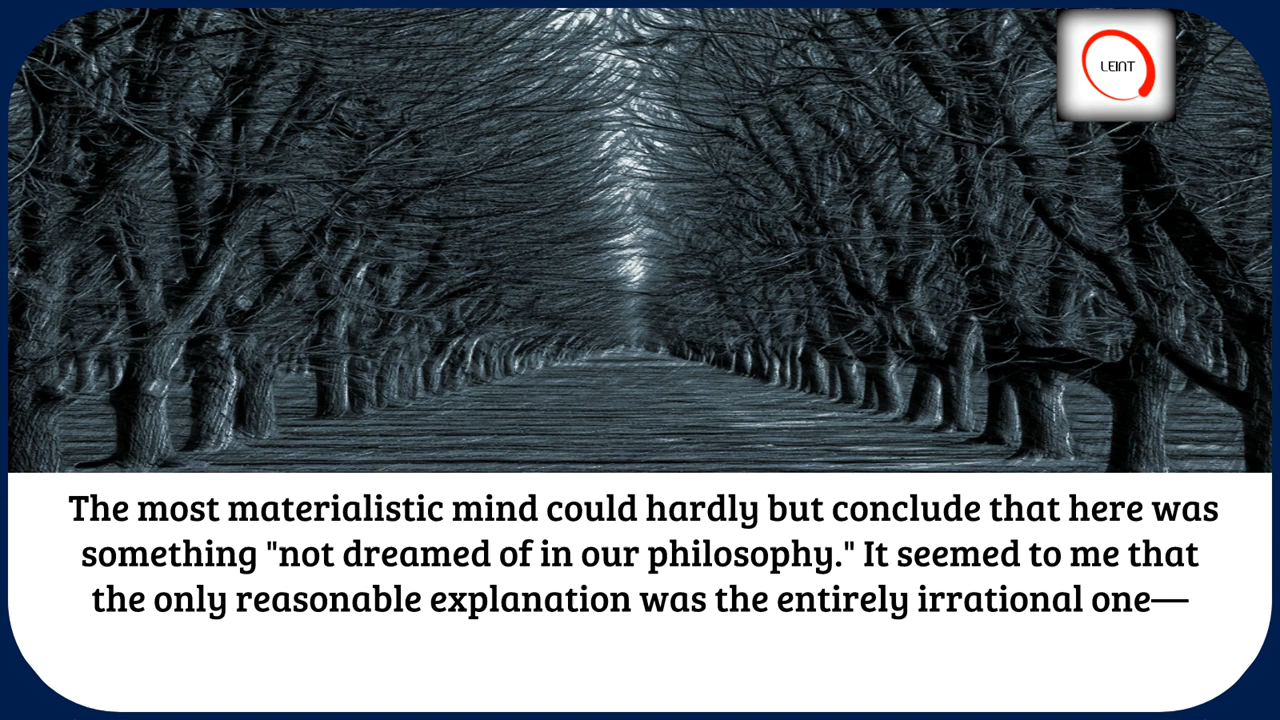 LEINT
The most materialistic mind could hardly but conclude that here was
something "not dreamed of in our philosophy." It seemed to me that
the only reasonable explanation was the entirely irrational one—